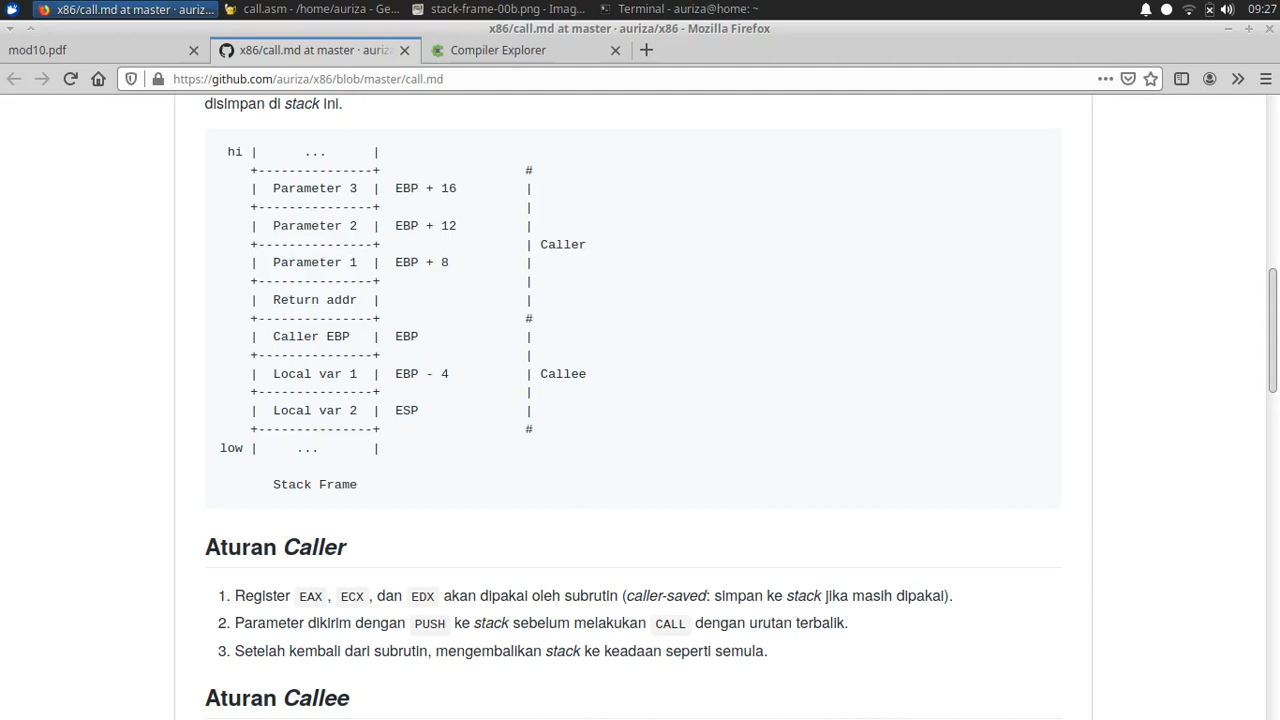 x86/call.md at master · auriz...
call.asm - /home/auriza - Ge...
stack-frame-00b.png - Imag...
Terminal - auriza@home: ~
09:27
x86/call.md at master · auriza/x86 - Mozilla Firefox
mod10.pdf
x86/call.md at master · auriza
Compiler Explorer
https://github.com/auriza/x86/blob/master/call.md
disimpan di stack ini.
hi |      ...      |
+---------------+                   #
|  Parameter 3  |  EBP + 16         |
+---------------+                   |
|  Parameter 2  |  EBP + 12         |
+---------------+                   | Caller
|  Parameter 1  |  EBP + 8          |
+---------------+                   |
|  Return addr  |                   |
+---------------+                   #
|  Caller EBP   |  EBP              |
+---------------+                   |
|  Local var 1  |  EBP - 4          | Callee
+---------------+                   |
|  Local var 2  |  ESP              |
+---------------+                   #
low |     ...       |
Stack Frame
Aturan Caller
1. Register EAX, ECX, dan EDX akan dipakai oleh subrutin (caller-saved: simpan ke stack jika masih dipakai).
2. Parameter dikirim dengan PUSH ke stack sebelum melakukan CALL dengan urutan terbalik.
3. Setelah kembali dari subrutin, mengembalikan stack ke keadaan seperti semula.
Aturan Callee